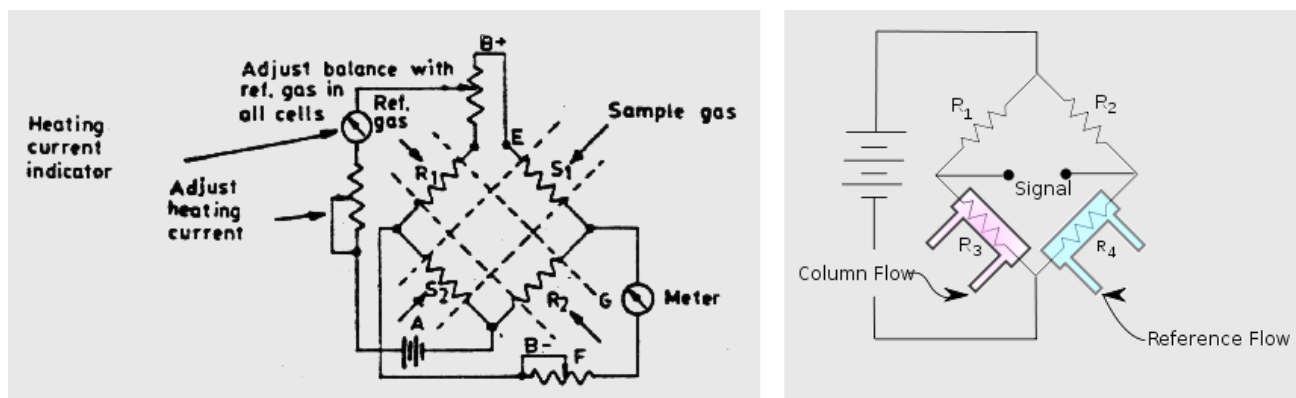 B+
Adjust balance with
ref. gas in
all cells
Ref.
gas
Heating
current
indicator
Sample gas
E
R1
S1
Adjust
heating
current
S2
R2
G
Meter
A
B-
F
R1
R2
Signal
R3
R4
Column Flow
Reference Flow